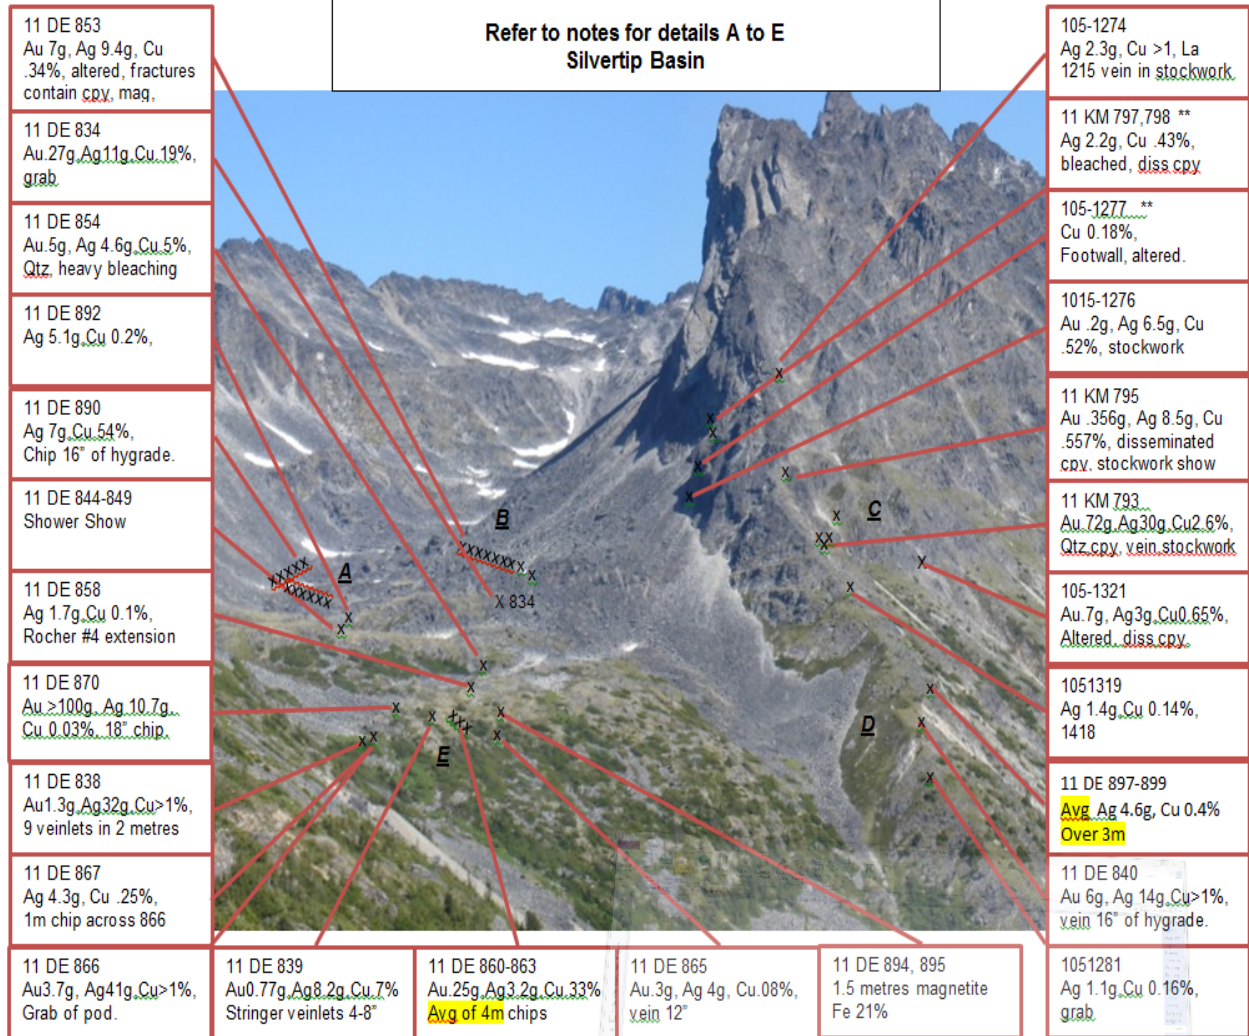 Refer to notes for details A to E
Silvertip Basin
11 DE 853
Au 7g, Ag 9.4g, Cu
.34%, altered, fractures
contain cpy, mag,
11 DE 834
Au.27g,Ag11g,Cu.19%,
grab
11 DE 854
Au.5g, Ag 4.6g,Cu.5%,
Qtz, heavy bleaching
11 DE 892
Ag 5.1g,Cu 0.2%,
11 DE 890
Ag 7g,Cu.54%,
Chip 16" of hygrade.
11 DE 844-849
Shower Show
11 DE 858
Ag 1.7g,Cu 0.1%,
Rocher #4 extension
11 DE 870
Au >100g, Ag 10.7g,
Cu 0.03%, 18" chip,
11 DE 838
Au1.3g,Ag32g,Cu>1%,
9 veinlets in 2 metres
11 DE 867
Ag 4.3g, Cu .25%,
1m chip across 866
11 DE 866
Au3.7g, Ag41g,Cu>1%,
Grab of pod.
11 DE 839
Au0.77g,Ag8.2g,Cu.7%
Stringer veinlets 4-8"
11 DE 860-863
Au.25g,Ag3.2g,Cu.33%
Avg of 4m chips
11 DE 865
Au.3g, Ag 4g, Cu.08%,
vein 12"
11 DE 894, 895
1.5 metres magnetite
Fe 21%
105-1274
Ag 2.3g, Cu >1, La
1215 vein in stockwork
11 KM 797,798 **
Ag 2.2g, Cu .43%,
bleached, diss cpy
105-1277 **
Cu 0.18%,
Footwall, altered.
1015-1276
Au .2g, Ag 6.5g, Cu
.52%, stockwork
11 KM 795
Au .356g, Ag 8.5g, Cu
.557%, disseminated
cpy, stockwork show
11 KM 793
Au.72g,Ag30g,Cu2.6%,
Qtz,cpy, vein,stockwork
105-1321
Au.7g, Ag3g,Cu0.65%,
Altered, diss,cpy,
1051319
Ag 1.4g,Cu 0.14%,
1418
11 DE 897-899
Avg Ag 4.6g, Cu 0.4%
Over 3m
11 DE 840
Au 6g, Ag 14g,Cu>1%,
vein 16" of hygrade.
1051281
Ag 1.1g,Cu 0.16%,
grab
X
X
X
X
X
X
X
C
XX
X
X
X
B
XXXXXXXX X
X
X 834
A
XXXXX
XXXXXX
X
X
X
X
X
X
XXX
X
X
X X
E
D
X
X
X